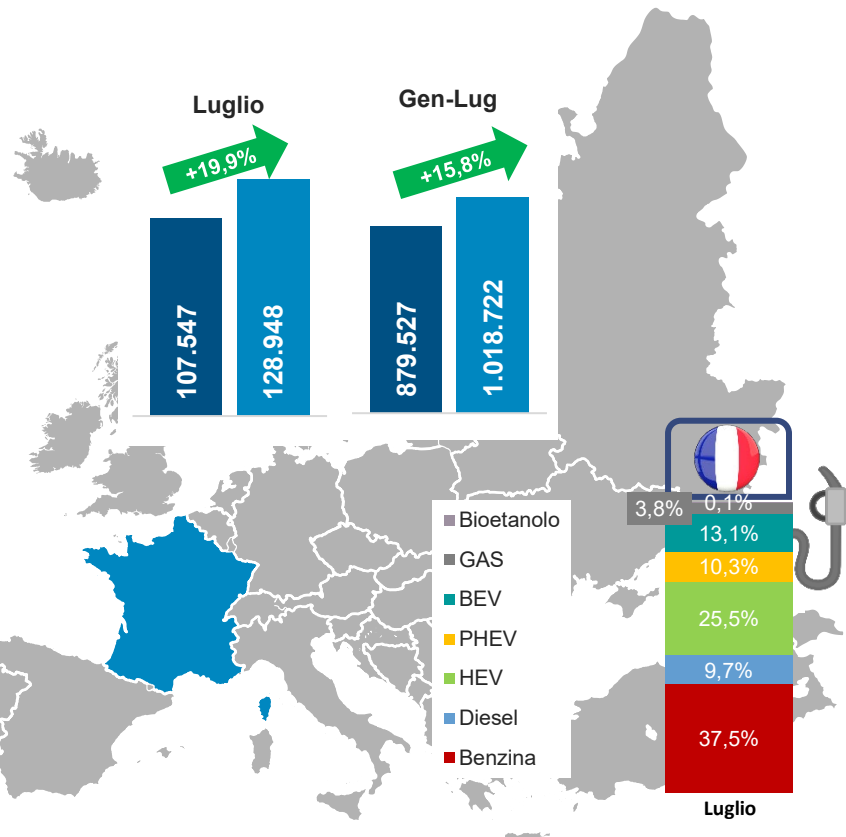 Luglio
Gen-Lug
+19,9%
+15,8%
107.547
128.948
879.527
1.018.722
Bioetanolo
GAS
BEV
PHEV
HEV
Diesel
Benzina
0,1%
3,8%
13,1%
10,3%
25,5%
9,7%
37,5%
Luglio